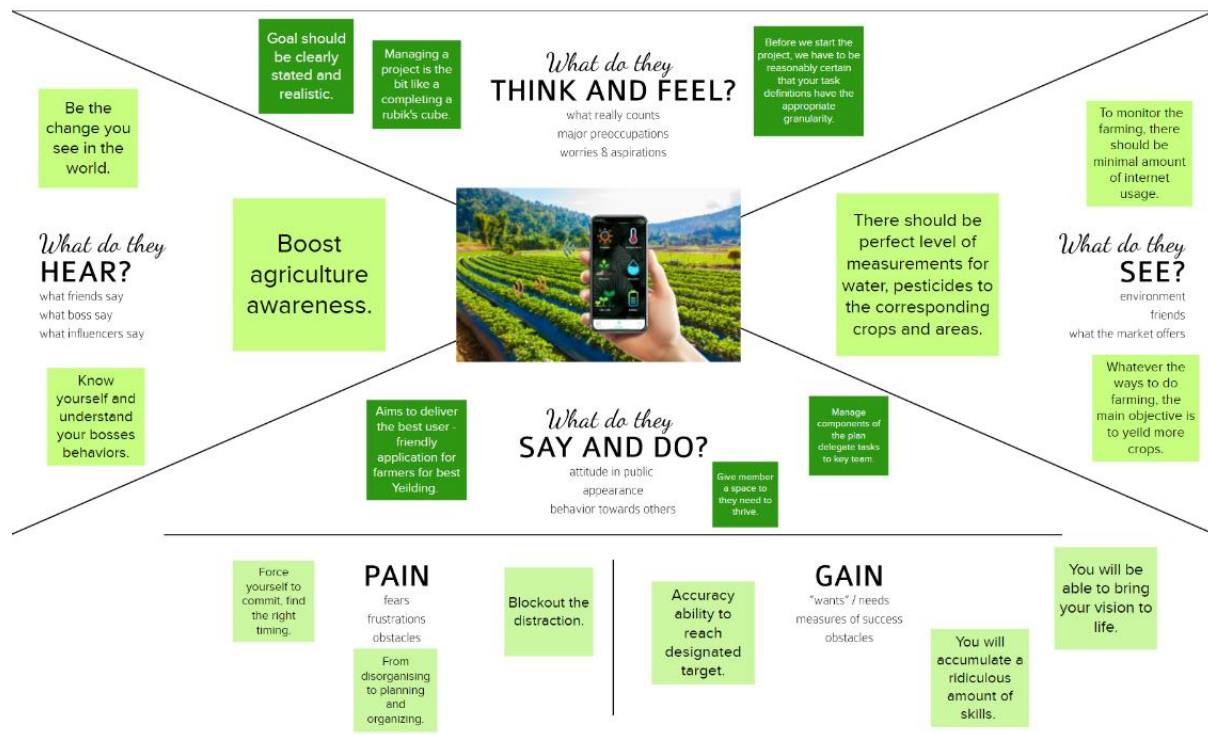 Goal should
be clearly
stated and
realistic.
Managing a
project is the
bit like a
completing a
rubik's cube.
What do they
THINK AND FEEL?
what really counts
major preoccupations
worries & aspirations
Before we start the
project, we have to be
reasonably certain
that your task
definitions have the
appropriate
granularity.
Be the
change you
see in the
world.
What do they
HEAR?
what friends say
what boss say
what influencers say
Boost
agriculture
awareness.
Know
yourself and
understand
your bosses
behaviors.
There should be
perfect level of
measurements for
water, pesticides to
the corresponding
crops and areas.
To monitor the
farming, there
should be
minimal amount
of internet
usage.
What do they
SEE?
environment
friends
what the market offers
Whatever the
ways to do
farming, the
main objective is
to yeilld more
crops.
Aims to deliver
the best user -
friendly
application for
farmers for best
Yeilding.
What do they
SAY AND DO?
attitude in public
appearance
behavior towards others
Give member
a space to
they need to
thrive.
Manage
components of
the plan
delegate tasks
to key team.
Force
yourself to
commit, find
the right
timing.
PAIN
fears
frustrations
obstacles
From
disorganising
to planning
and
organizing.
Blockout the
distraction.
Accuracy
ability to
reach
designated
target.
GAIN
"wants" / needs
measures of success
obstacles
You will
accumulate a
ridiculous
amount of
skills.
You will be
able to bring
your vision to
life.